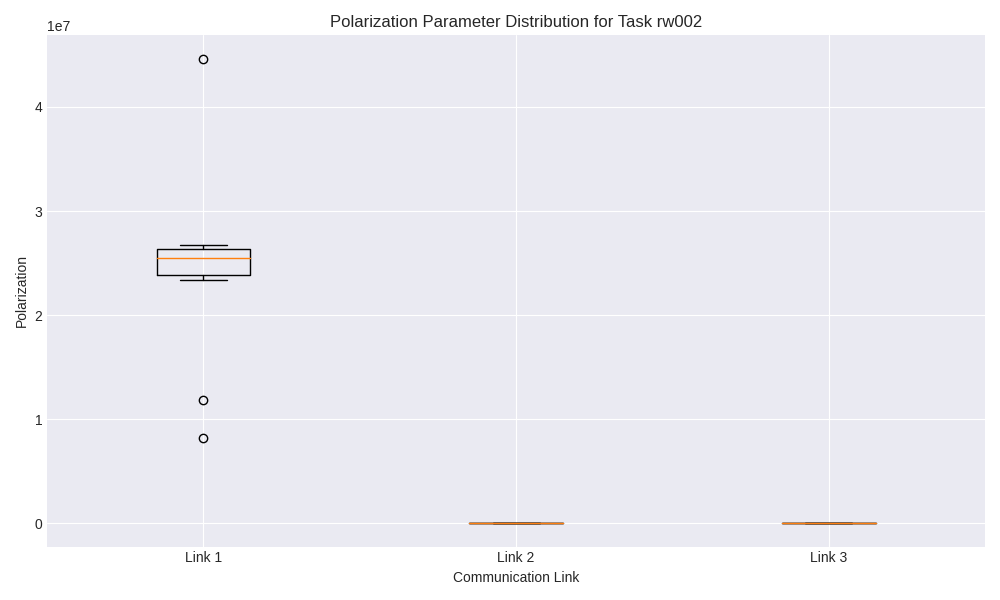 Polarization Parameter Distribution for Task rw002
1e7
4
3
2
1
0
Polarization
Link 1
Link 2
Link 3
Communication Link